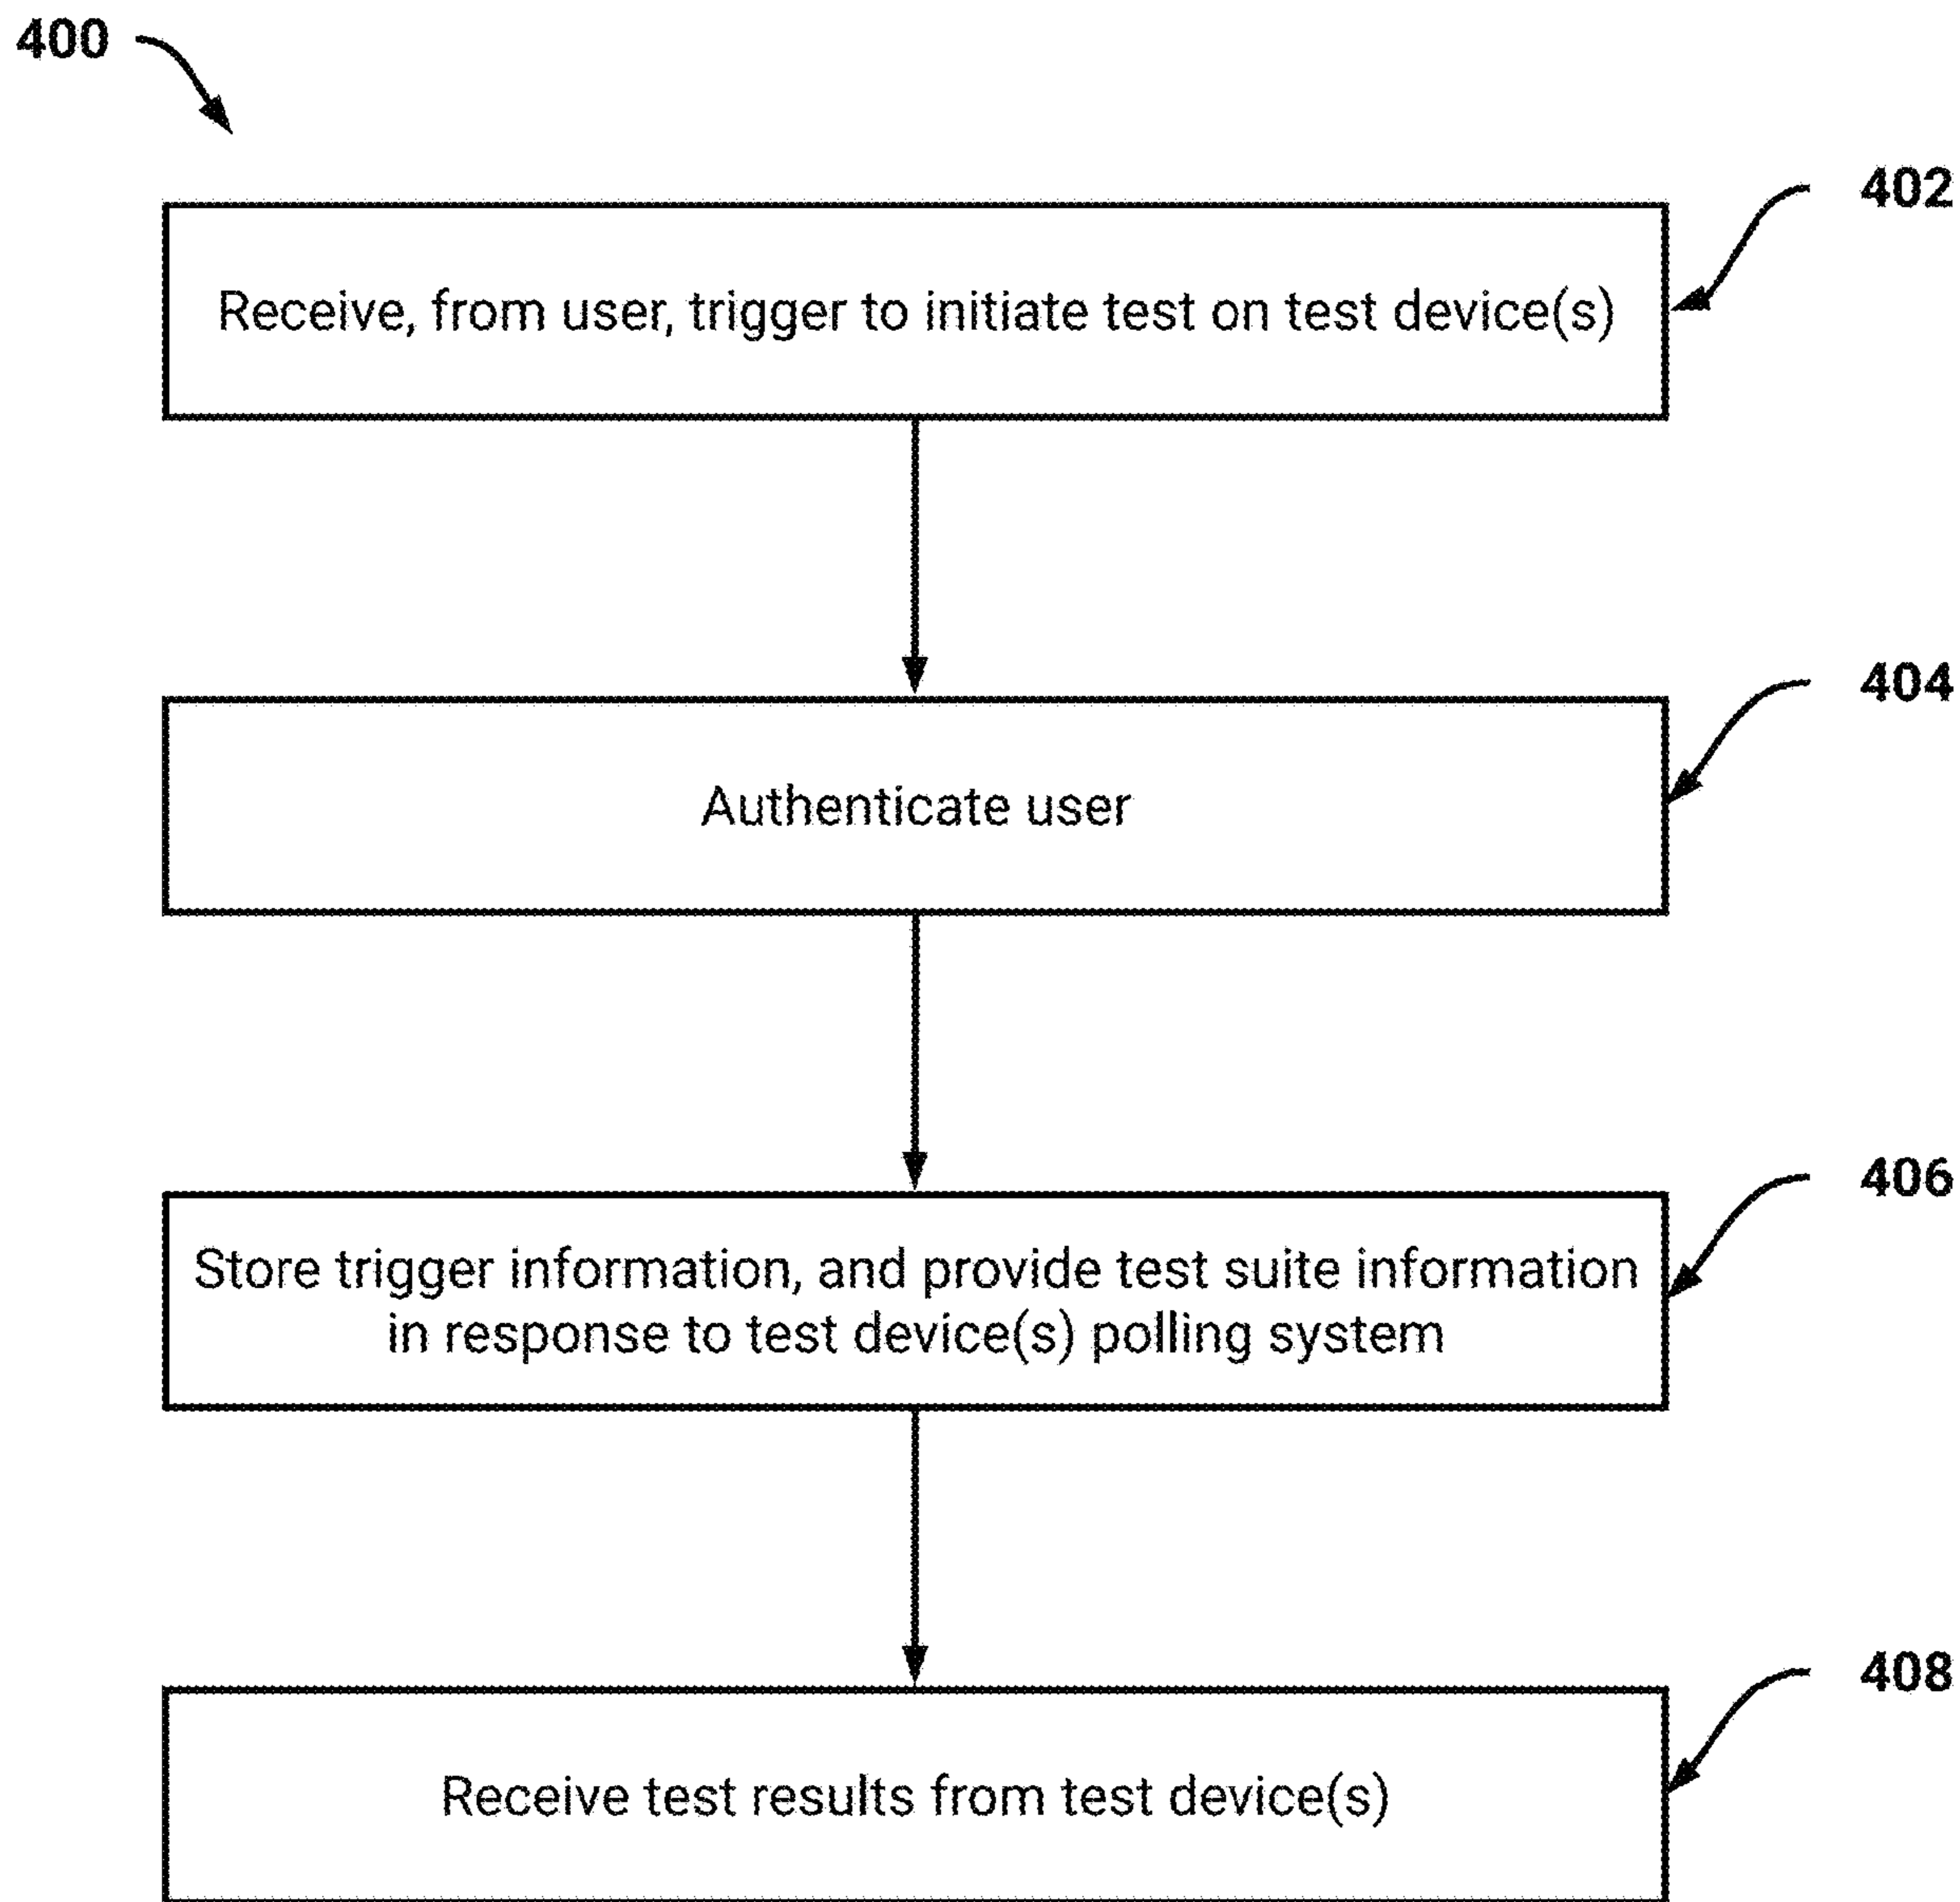 400
402
Receive, from user, trigger to initiate test on test device(s)
404
Authenticate user
406
Store trigger information, and provide test suite information
in response to test device(s) polling system
408
Receive test results from test device(s)